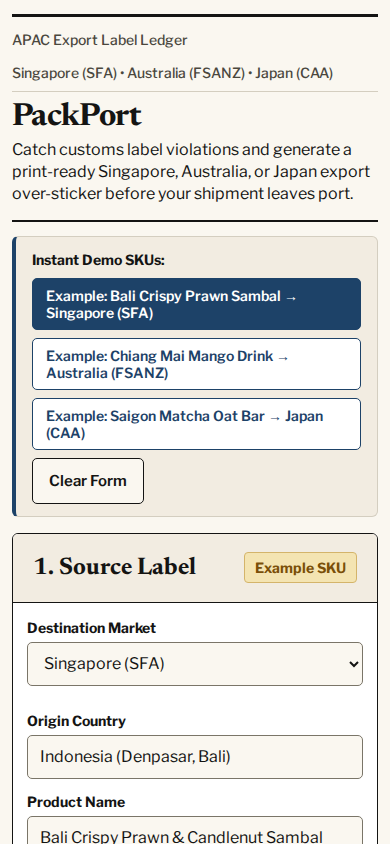 APAC Export Label Ledger
Singapore (SFA) • Australia (FSANZ) • Japan (CAA)
PackPort
Catch customs label violations and generate a
print-ready Singapore, Australia, or Japan export
over-sticker before your shipment leaves port.
Instant Demo SKUs:
Example: Bali Crispy Prawn Sambal →
Singapore (SFA)
Example: Chiang Mai Mango Drink →
Australia (FSANZ)
Example: Saigon Matcha Oat Bar → Japan
(CAA)
Clear Form
1. Source Label
Example SKU
Destination Market
Singapore (SFA)
Origin Country
Indonesia (Denpasar, Bali)
Product Name
Bali Crispy Prawn & Candlenut Sambal